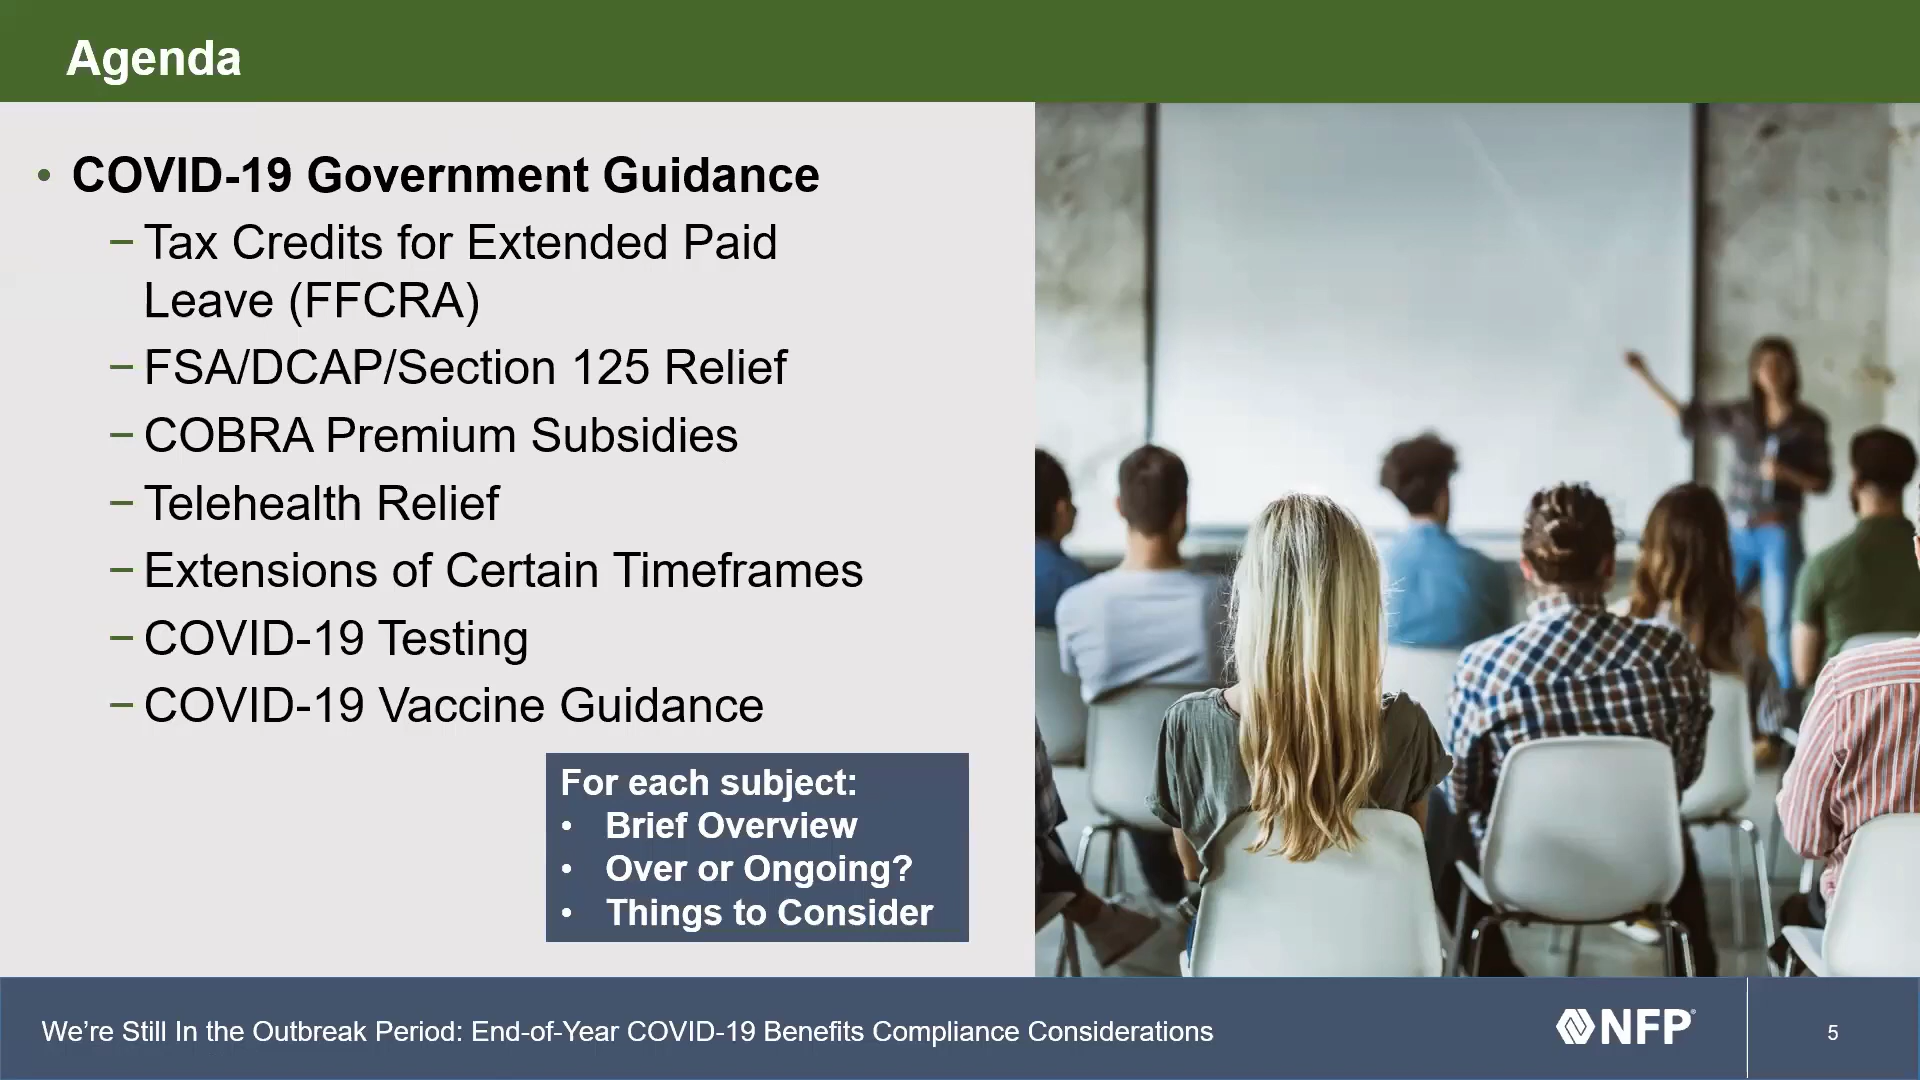 Agenda
• COVID-19 Government Guidance
− Tax Credits for Extended Paid
Leave (FFCRA)
− FSA/DCAP/Section 125 Relief
− COBRA Premium Subsidies
− Telehealth Relief
− Extensions of Certain Timeframes
− COVID-19 Testing
− COVID-19 Vaccine Guidance
For each subject:
• Brief Overview
• Over or Ongoing?
• Things to Consider
We’re Still In the Outbreak Period: End-of-Year COVID-19 Benefits Compliance Considerations
NFP®
5